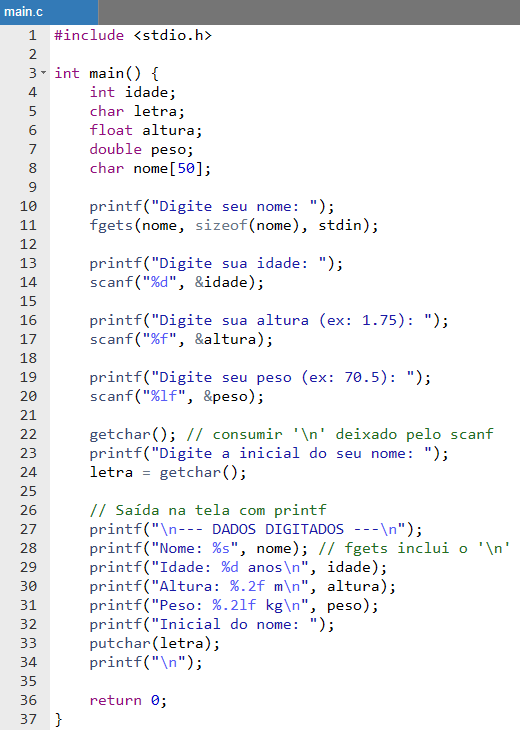 main.c
1 #include <stdio.h>
2
3 int main() {
4     int idade;
5     char letra;
6     float altura;
7     double peso;
8     char nome[50];
9
10     printf("Digite seu nome: ");
11     fgets(nome, sizeof(nome), stdin);
12
13     printf("Digite sua idade: ");
14     scanf("%d", &idade);
15
16     printf("Digite sua altura (ex: 1.75): ");
17     scanf("%f", &altura);
18
19     printf("Digite seu peso (ex: 70.5): ");
20     scanf("%lf", &peso);
21
22     getchar(); // consumir '\n' deixado pelo scanf
23     printf("Digite a inicial do seu nome: ");
24     letra = getchar();
25
26     // Saída na tela com printf
27     printf("\n--- DADOS DIGITADOS ---\n");
28     printf("Nome: %s", nome); // fgets inclui o '\n'
29     printf("Idade: %d anos\n", idade);
30     printf("Altura: %.2f m\n", altura);
31     printf("Peso: %.2lf kg\n", peso);
32     printf("Inicial do nome: ");
33     putchar(letra);
34     printf("\n");
35
36     return 0;
37 }